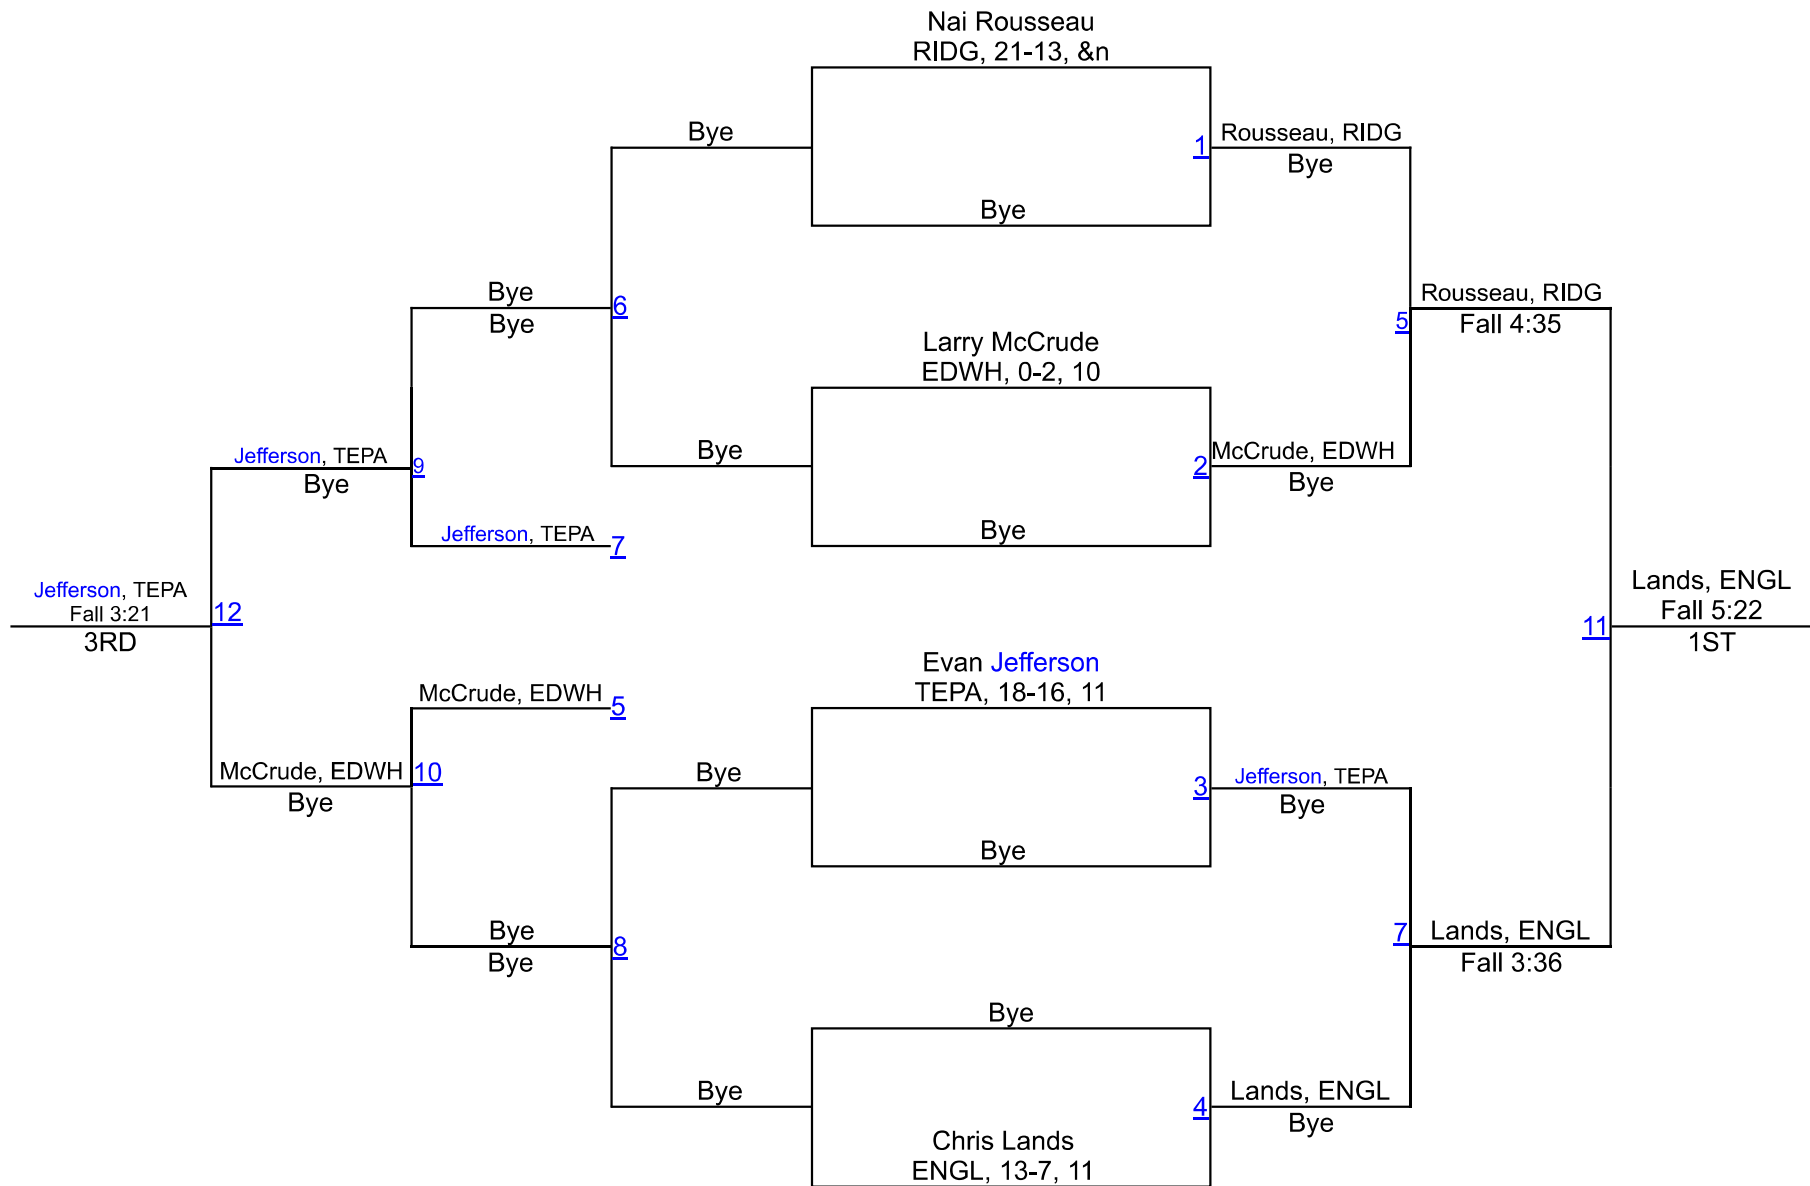 Nai Rousseau
RIDG, 21-13, &n
Bye
1
Rousseau, RIDG
Bye
Bye
Bye
Bye
6
Rousseau, RIDG
5
Fall 4:35
Larry McCrude
EDWH, 0-2, 10
Jefferson, TEPA
9
Bye
Bye
2
McCrude, EDWH
Bye
Jefferson, TEPA
7
Bye
Jefferson, TEPA
Fall 3:21
12
3RD
Lands, ENGL
Fall 5:22
11
1ST
Evan Jefferson
TEPA, 18-16, 11
McCrude, EDWH
5
McCrude, EDWH
10
Bye
Bye
3
Jefferson, TEPA
Bye
Bye
Bye
8
Bye
7
Lands, ENGL
Fall 3:36
Bye
Bye
4
Lands, ENGL
Bye
Chris Lands
ENGL, 13-7, 11